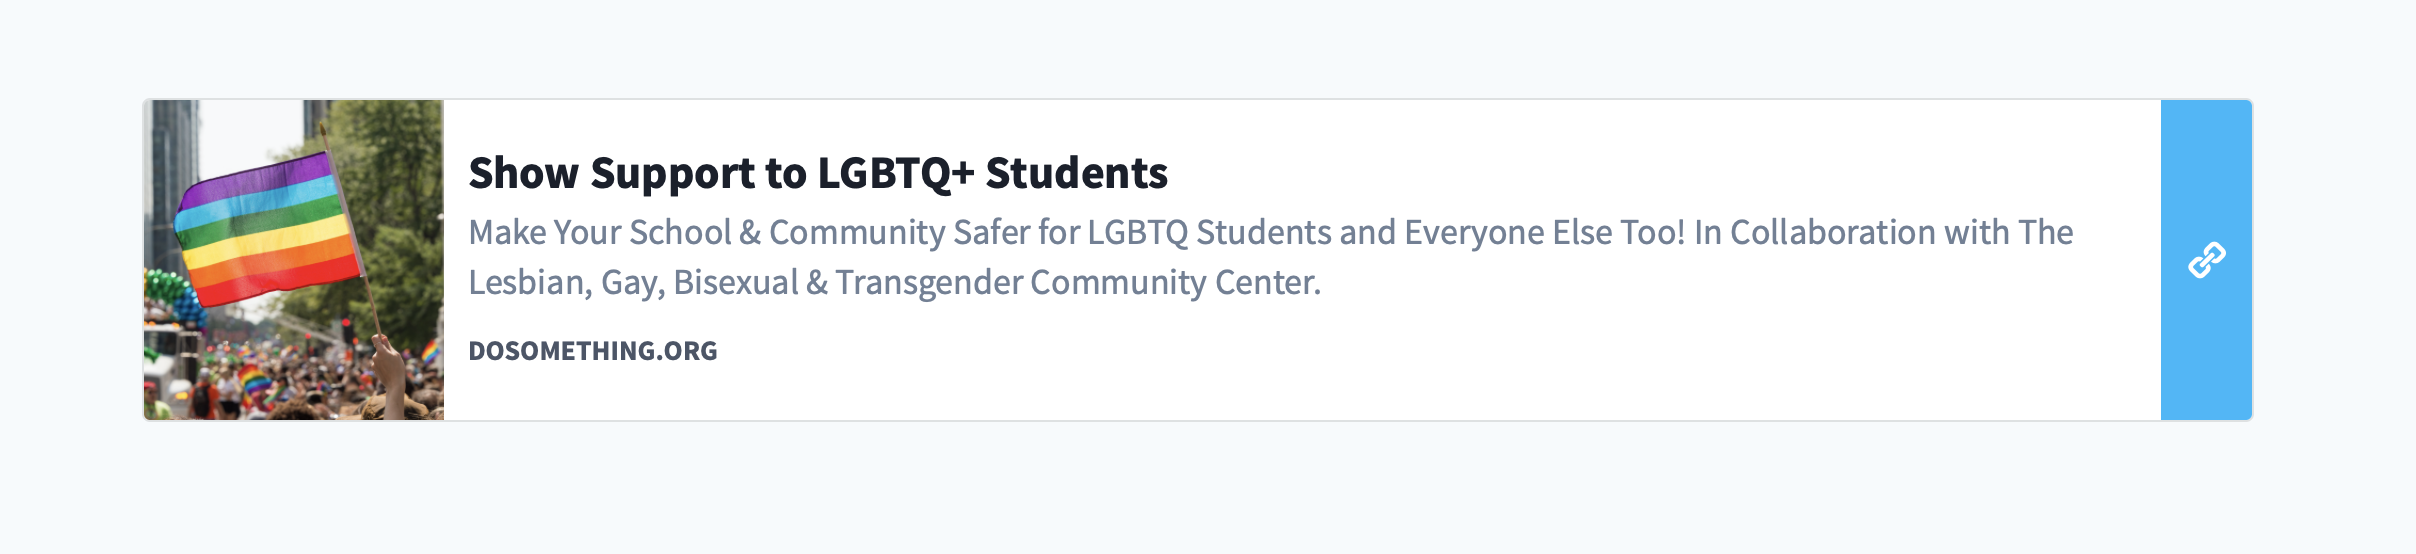 Show Support to LGBTQ+ Students
Make Your School & Community Safer for LGBTQ Students and Everyone Else Too! In Collaboration with The
Lesbian, Gay, Bisexual & Transgender Community Center.
DOSOMETHING.ORG